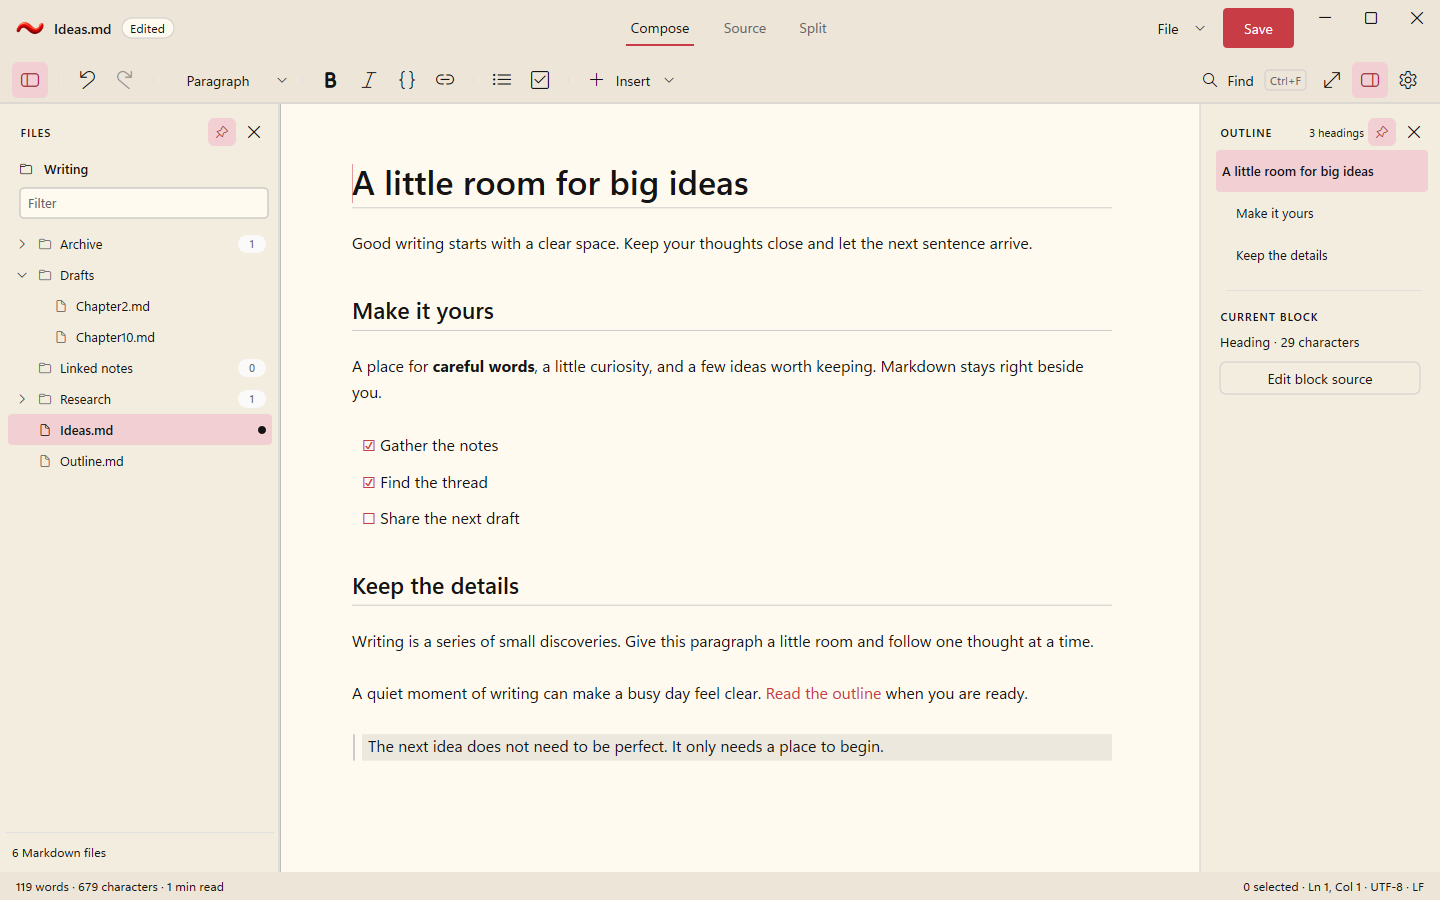 Ideas.md
Edited
Compose
Source
Split
File
Save
Paragraph
B
I
{}
Insert
Find
Ctrl+F
FILES
Writing
Filter
Archive
1
Drafts
Chapter2.md
Chapter10.md
Linked notes
0
Research
1
Ideas.md
Outline.md
6 Markdown files
A little room for big ideas
Good writing starts with a clear space. Keep your thoughts close and let the next sentence arrive.
Make it yours
A place for careful words, a little curiosity, and a few ideas worth keeping. Markdown stays right beside
you.
Gather the notes
Find the thread
Share the next draft
Keep the details
Writing is a series of small discoveries. Give this paragraph a little room and follow one thought at a time.
A quiet moment of writing can make a busy day feel clear. Read the outline when you are ready.
The next idea does not need to be perfect. It only needs a place to begin.
OUTLINE
3 headings
A little room for big ideas
Make it yours
Keep the details
CURRENT BLOCK
Heading · 29 characters
Edit block source
119 words · 679 characters · 1 min read
0 selected · Ln 1, Col 1 · UTF-8 · LF